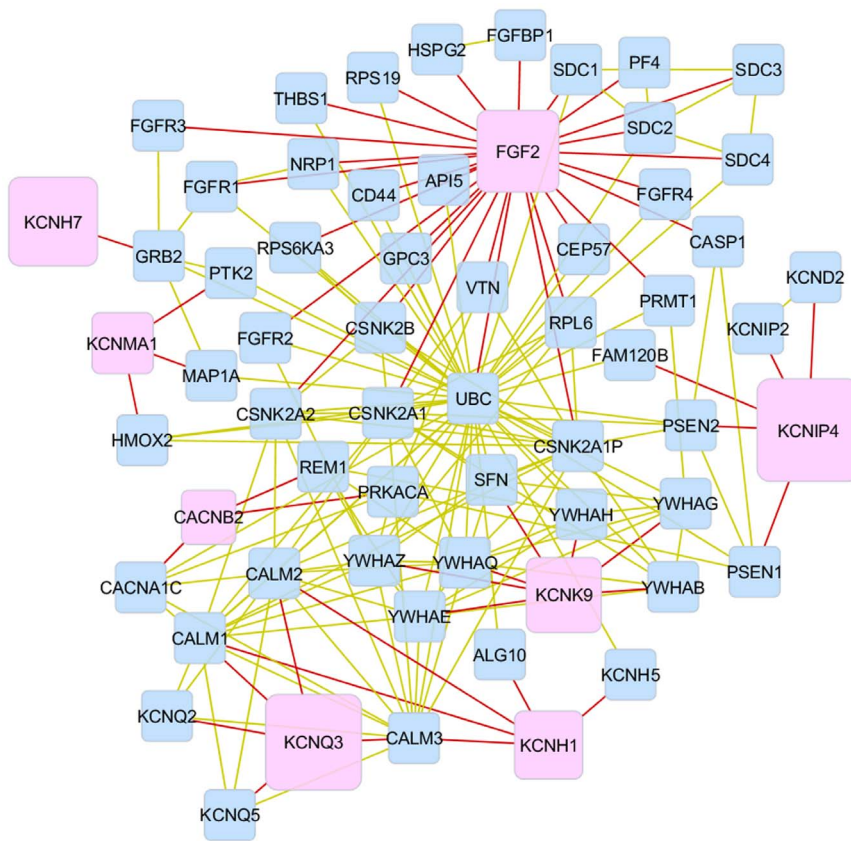 FGFBP1
HSPG2
RPS19
SDC1
PF4
SDC3
THBS1
FGFR3
SDC2
NRP1
FGF2
SDC4
FGFR1
CD44
API5
FGFR4
KCNH7
GRB2
PTK2
RPS6KA3
GPC3
CEP57
CASP1
KCND2
VTN
PRMT1
KCNMA1
FGFR2
CSNK2B
RPL6
KCNIP2
MAP1A
FAM120B
UBC
CSNK2A2
CSNK2A1
HMOX2
CSNK2A1P
PSEN2
KCNIP4
REM1
PRKACA
SFN
CACNB2
YWHAH
YWHAG
CACNA1C
CALM2
YWHAZ
YWHAQ
KCNK9
YWHAB
PSEN1
YWHAE
CALM1
ALG10
KCNH5
KCNQ2
KCNQ3
CALM3
KCNH1
KCNQ5